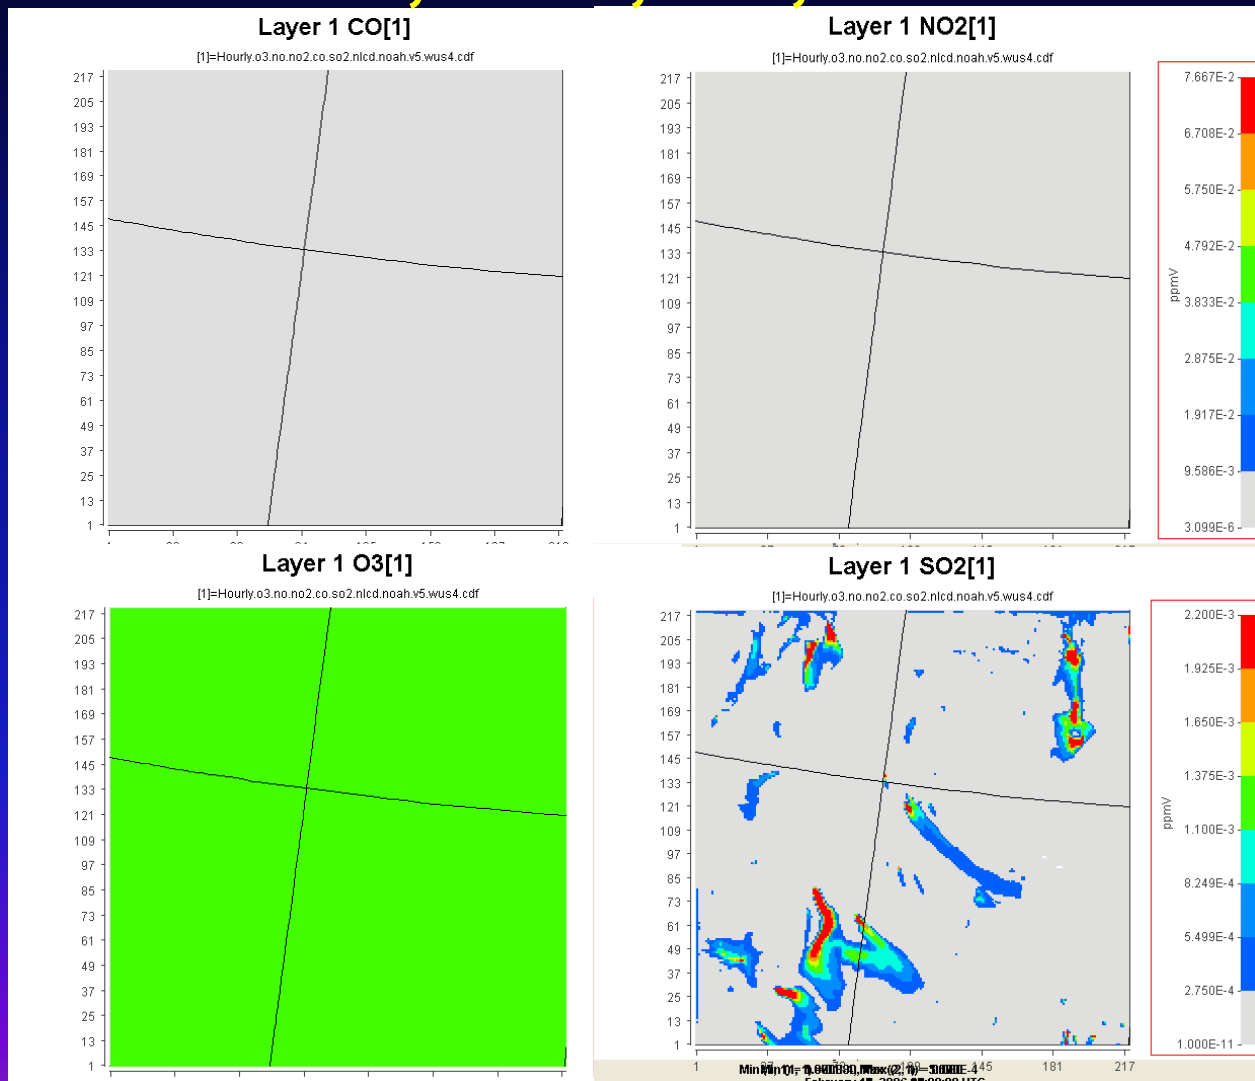 Layer 1 CO[1]
[1]=Hourly.o3.no.no2.co.so2.nlcd.noah.v5.wus4.cdf
217
205
193
181
169
157
145
133
121
109
97
85
73
61
49
37
25
13
1
Layer 1 NO2[1]
[1]=Hourly.o3.no.no2.co.so2.nlcd.noah.v5.wus4.cdf
217
205
193
181
169
157
145
133
121
109
97
85
73
61
49
37
25
13
1
ppmV
7.667E-2
6.708E-2
5.750E-2
4.792E-2
3.833E-2
2.875E-2
1.917E-2
9.586E-3
3.099E-6
Layer 1 O3[1]
[1]=Hourly.o3.no.no2.co.so2.nlcd.noah.v5.wus4.cdf
217
205
193
181
169
157
145
133
121
109
97
85
73
61
49
37
25
13
1
Layer 1 SO2[1]
[1]=Hourly.o3.no.no2.co.so2.nlcd.noah.v5.wus4.cdf
217
205
193
181
169
157
145
133
121
109
97
85
73
61
49
37
25
13
1
1 37 145 181 217
ppmV
2.200E-3
1.925E-3
1.650E-3
1.375E-3
1.100E-3
8.249E-4
5.499E-4
2.750E-4
1.000E-11